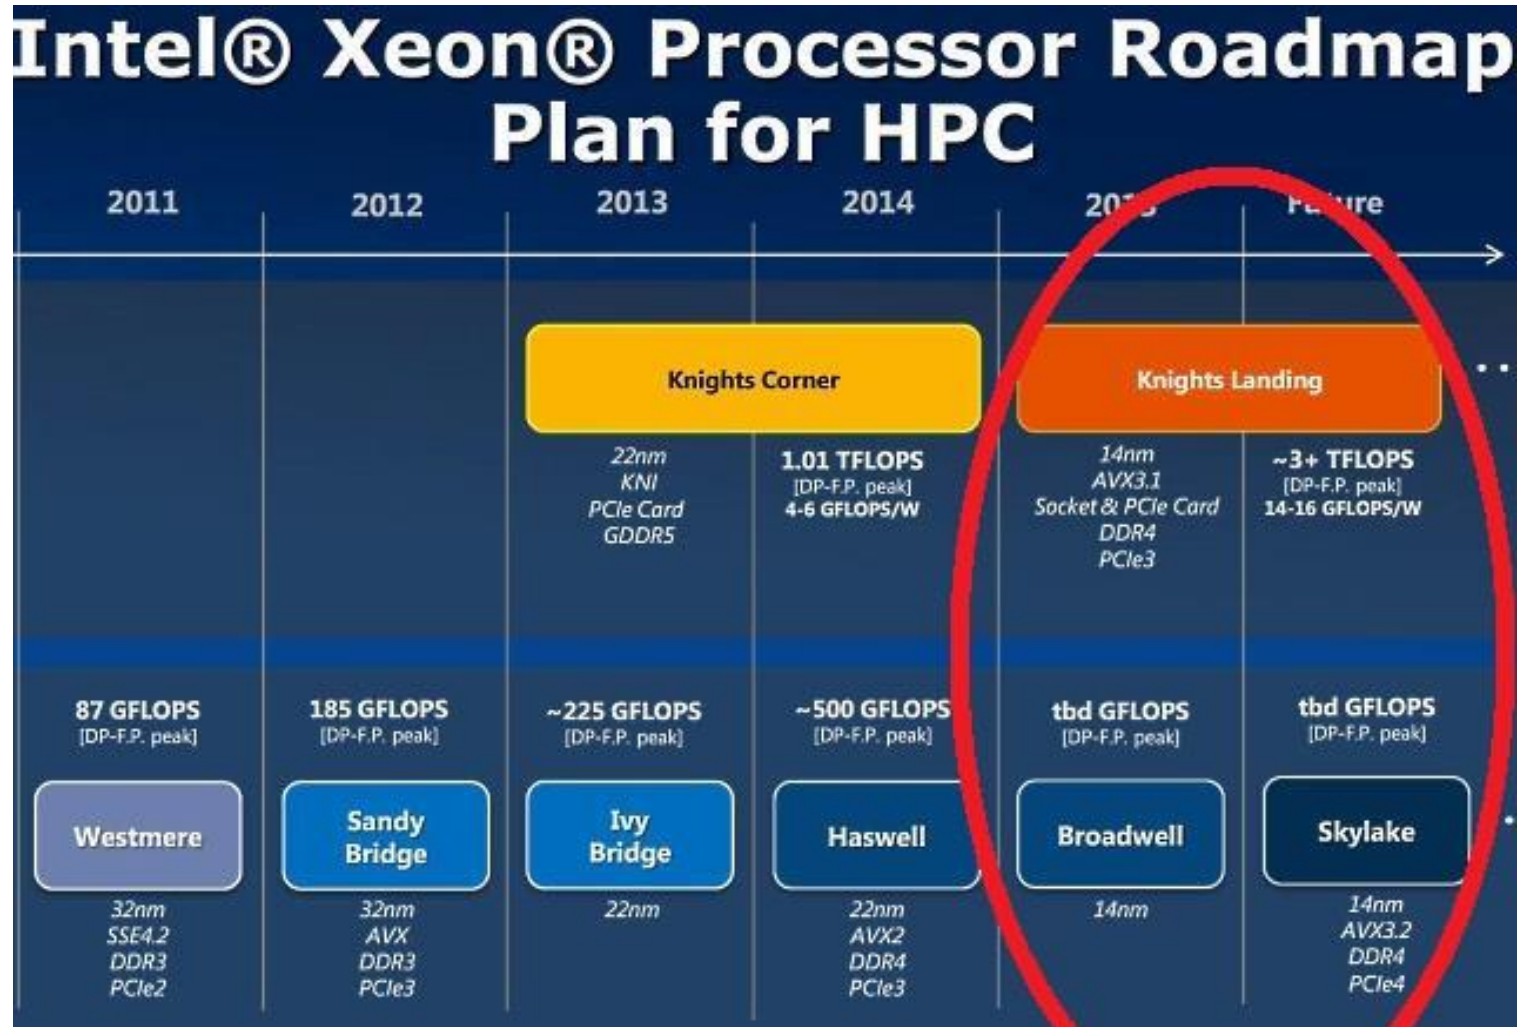 Intel® Xeon® Processor Roadmap
Plan for HPC
2011 2012 2013 2014 2015 Future
Knights Corner
Knights Landing
22nm
KNI
PCIe Card
GDDR5
1.01 TFLOPS
[DP-F.P. peak]
4-6 GFLOPS/W
14nm
AVX3.1
Socket & PCIe Card
DDR4
PCIe3
~3+ TFLOPS
[DP-F.P. peak]
14-16 GFLOPS/W
87 GFLOPS
[DP-F.P. peak]
Westmere
32nm
SSE4.2
DDR3
PCIe2
185 GFLOPS
[DP-F.P. peak]
Sandy
Bridge
32nm
AVX
DDR3
PCIe3
~225 GFLOPS
[DP-F.P. peak]
Ivy
Bridge
22nm
~500 GFLOPS
[DP-F.P. peak]
Haswell
22nm
AVX2
DDR4
PCIe3
tbd GFLOPS
[DP-F.P. peak]
Broadwell
14nm
tbd GFLOPS
[DP-F.P. peak]
Skylake
14nm
AVX3.2
DDR4
PCIe4